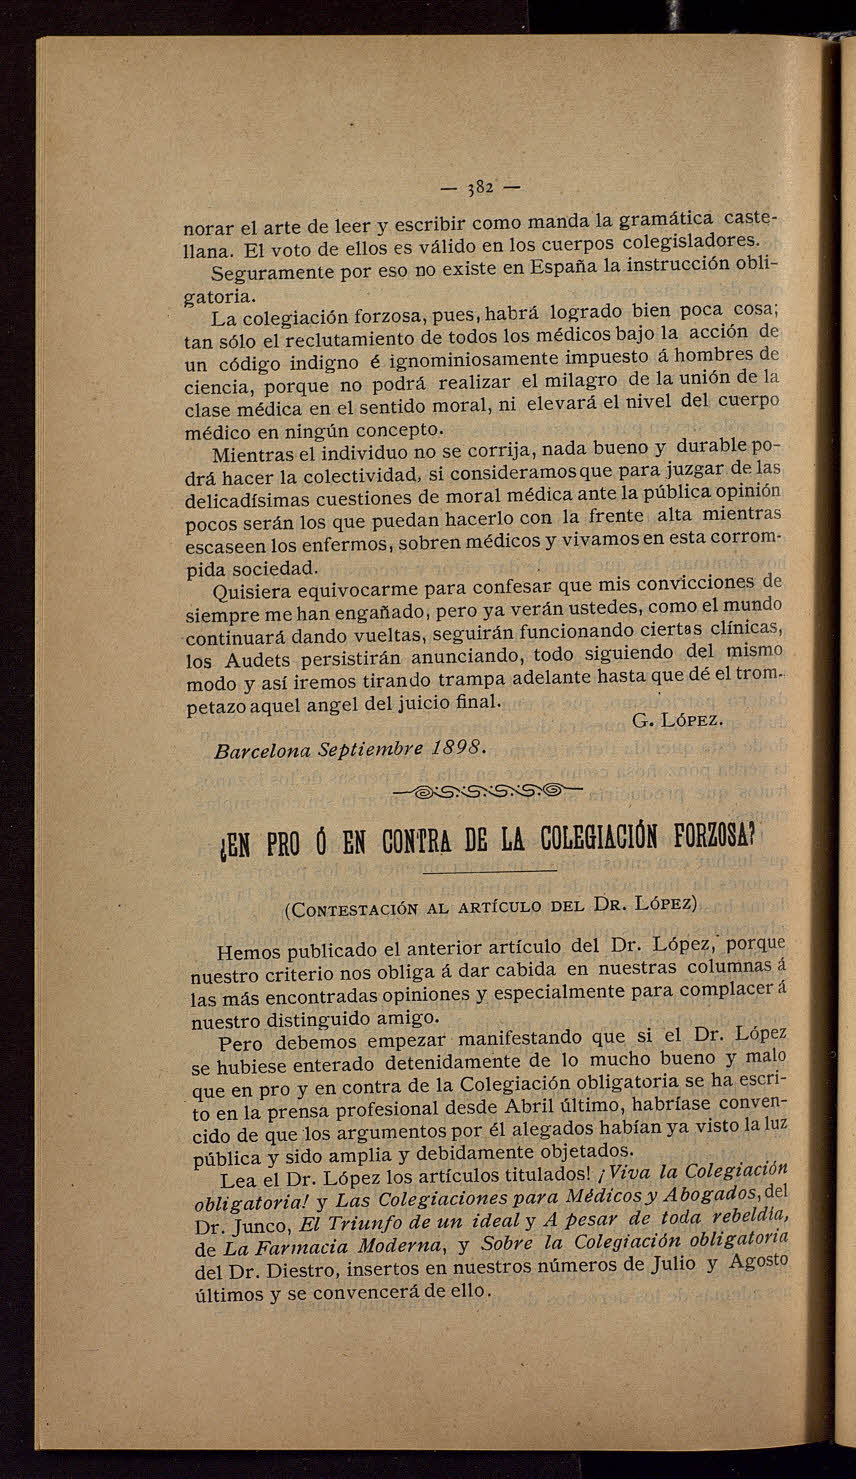 — 382 —
norar el arte de leer y escribir como manda la gramática caste-
llana. El voto de ellos es válido en los cuerpos colegisladores.
Seguramente por eso no existe en España la instrucción obli-
gatoria.
La colegiación forzosa, pues, habrá logrado bien poca cosa;
tan sólo el reclutamiento de todos los médicos bajo la acción de
un código indigno é ignominiosamente impuesto á hombres de
ciencia, porque no podrá realizar el milagro de la unión de la
clase médica en el sentido moral, ni elevará el nivel del cuerpo
médico en ningún concepto.
Mientras el individuo no se corrija, nada bueno y durable po-
drá hacer la colectividad, si consideramos que para juzgar de las
delicadísimas cuestiones de moral médica ante la pública opinión
pocos serán los que puedan hacerlo con la frente alta mientras
escaseen los enfermos, sobren médicos y vivamos en esta corrom-
pida sociedad.
Quisiera equivocarme para confesar que mis convicciones de
siempre me han engañado, pero ya verán ustedes, como el mundo
continuará dando vueltas, seguirán funcionando ciertas clínicas,
los Audets persistirán anunciando, todo siguiendo del mismo
modo y así iremos tirando trampa adelante hasta que dé el trom-
petazo aquel angel del juicio final.
G. López.
Barcelona Septiembre 1898.
¿EN PRO Ó EN CONTRA DE LA COLEGIACIÓN FORZOSA?
(Contestación al artículo del Dr. López)
Hemos publicado el anterior artículo del Dr. López, porque
nuestro criterio nos obliga á dar cabida en nuestras columnas á
las más encontradas opiniones y especialmente para complacer á
nuestro distinguido amigo.
Pero debemos empezar manifestando que si el Dr. López
se hubiese enterado detenidamente de lo mucho bueno y malo
que en pro y en contra de la Colegiación obligatoria se ha escri-
to en la prensa profesional desde Abril último, habríase conven-
cido de que los argumentos por él alegados habían ya visto la luz
pública y sido amplia y debidamente objetados.
Lea el Dr. López los artículos titulados! ¡Viva la Colegiación
obligatoria! y Las Colegiaciones para Médicos y Abogados, del
Dr. Junco, El Triunfo de un ideal y A pesar de toda rebeldía,
de La Farmacia Moderna, y Sobre la Colegiación obligatoria
del Dr. Diestro, insertos en nuestros números de Julio y Agosto
últimos y se convencerá de ello.